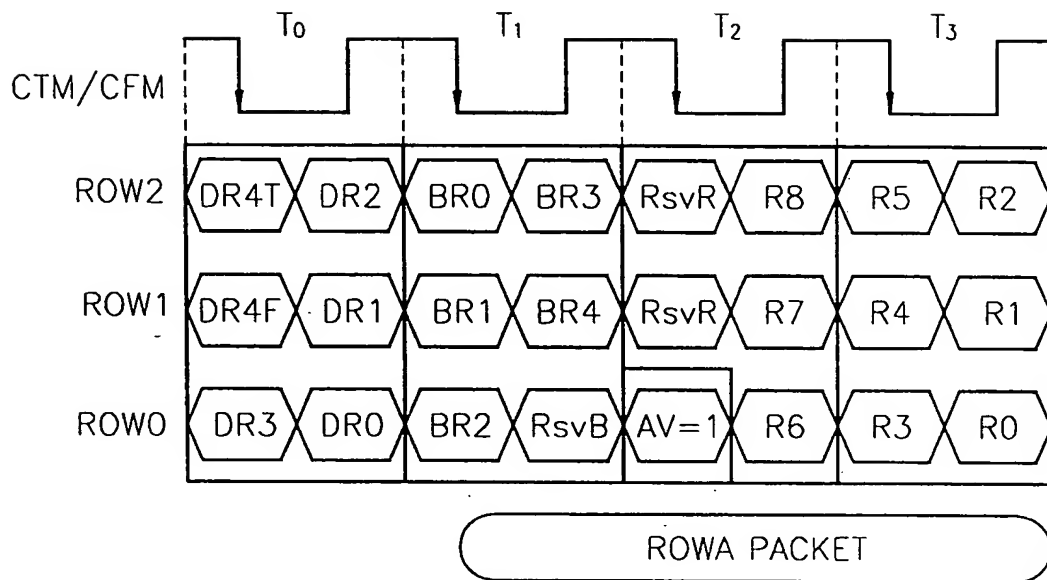 T0 T1 T2 T3
CTM/CFM
ROW2 DR4T DR2 BR0 BR3 RsvR R8 R5 R2
ROW1 DR4F DR1 BR1 BR4 RsvR R7 R4 R1
ROW0 DR3 DR0 BR2 RsvB AV=1 R6 R3 R0
ROWA PACKET